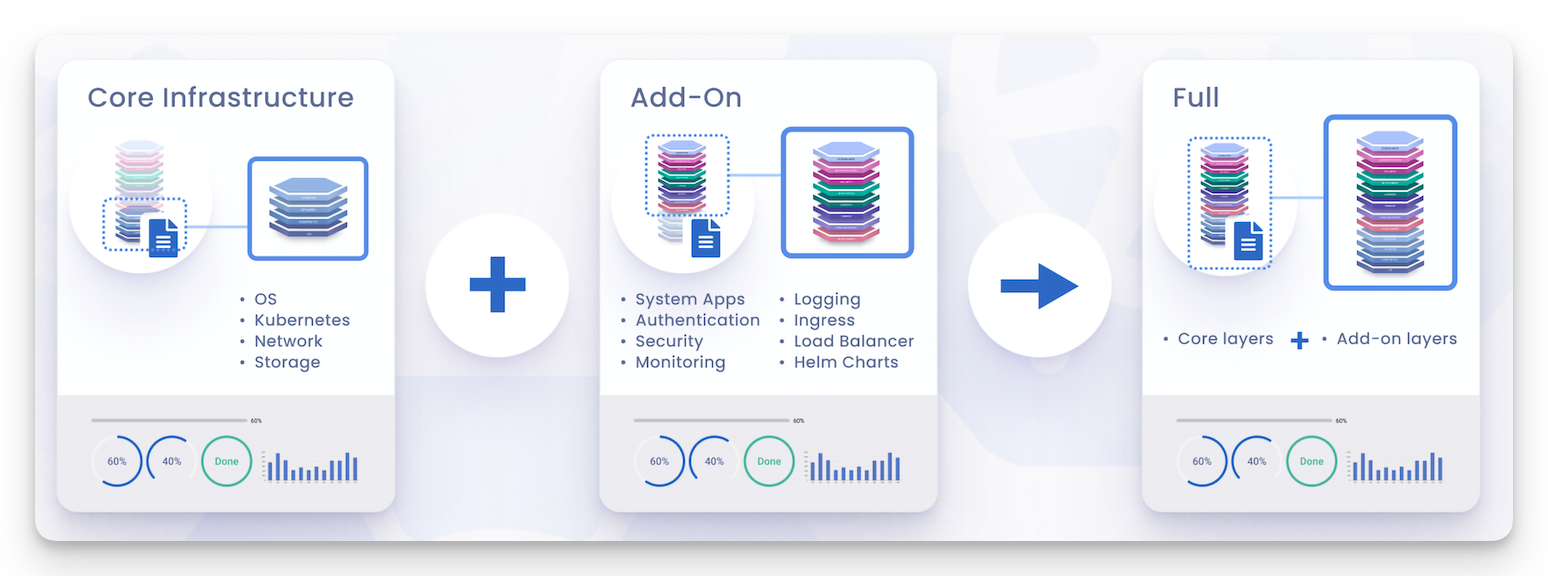 Core Infrastructure
• OS
• Kubernetes
• Network
• Storage
60%
60%
40%
Done
Add-On
• System Apps
• Authentication
• Security
• Monitoring
• Logging
• Ingress
• Load Balancer
• Helm Charts
60%
60%
40%
Done
Full
• Core layers
• Add-on layers
60%
60%
40%
Done